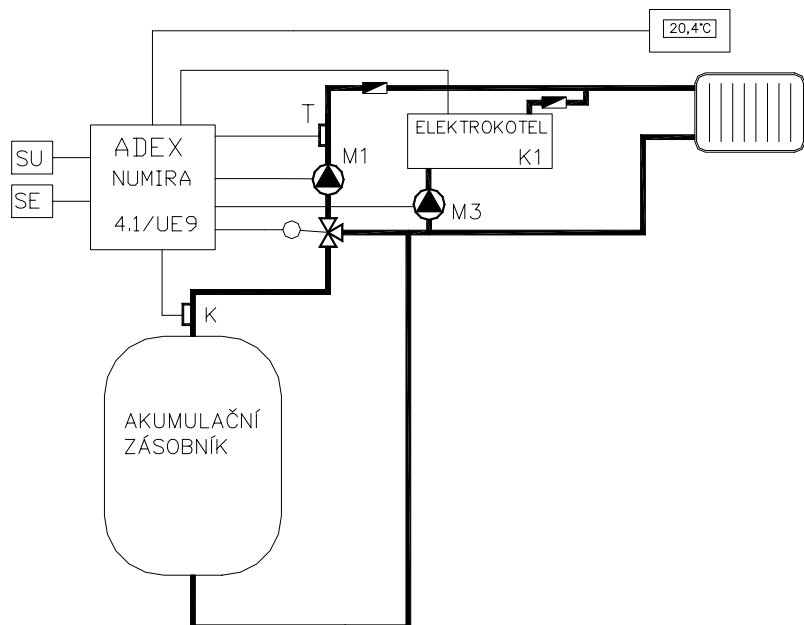 20,4°C
T
ELEKTROKOTEL
K1
ADEX
NUMIRA
4.1/UE9
SU
SE
M1
M3
K
AKUMULAČNÍ
ZÁSOBNÍK